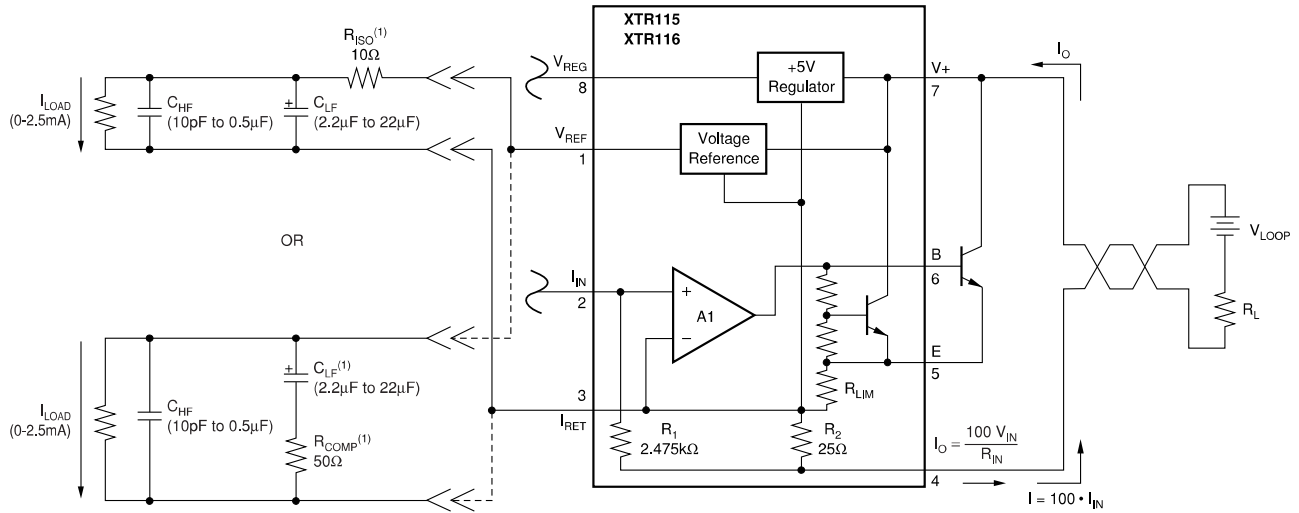 XTR115
XTR116
R_ISO^(1)
10Ω
I_LOAD
(0-2.5mA)
C_HF
(10pF to 0.5µF)
+
C_LF
(2.2µF to 22µF)
V_REG
8
+5V
Regulator
V+
7
I_O
V_REF
1
Voltage
Reference
OR
V_LOOP
R_L
B
6
I_IN
2
+
A1
−
E
5
R_LIM
3
I_RET
R_1
2.475kΩ
R_2
25Ω
I_O = 100 V_IN / R_IN
4
I = 100 • I_IN
I_LOAD
(0-2.5mA)
C_HF
(10pF to 0.5µF)
+
C_LF^(1)
(2.2µF to 22µF)
R_COMP^(1)
50Ω